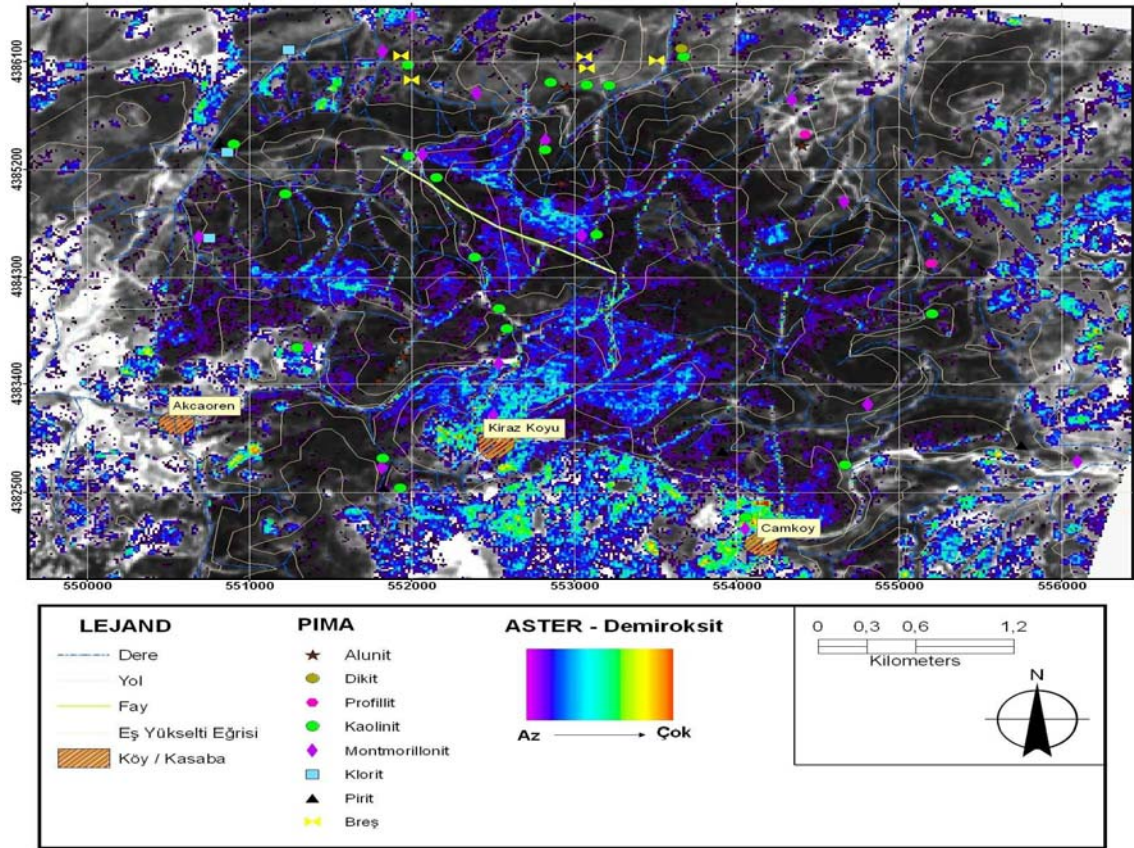 4386100
4385200
4384300
4383400
4382500
Akcaoren
Kiraz Koyu
Camkoy
550000 551000 552000 553000 554000 555000 556000
LEJAND
Dere
Yol
Fay
Eş Yükselti Eğrisi
Köy / Kasaba
PIMA
Alunit
Dikit
Profillit
Kaolinit
Montmorillonit
Klorit
Pirit
Breş
ASTER - Demiroksit
Az Çok
0 0,3 0,6 1,2
Kilometers
N